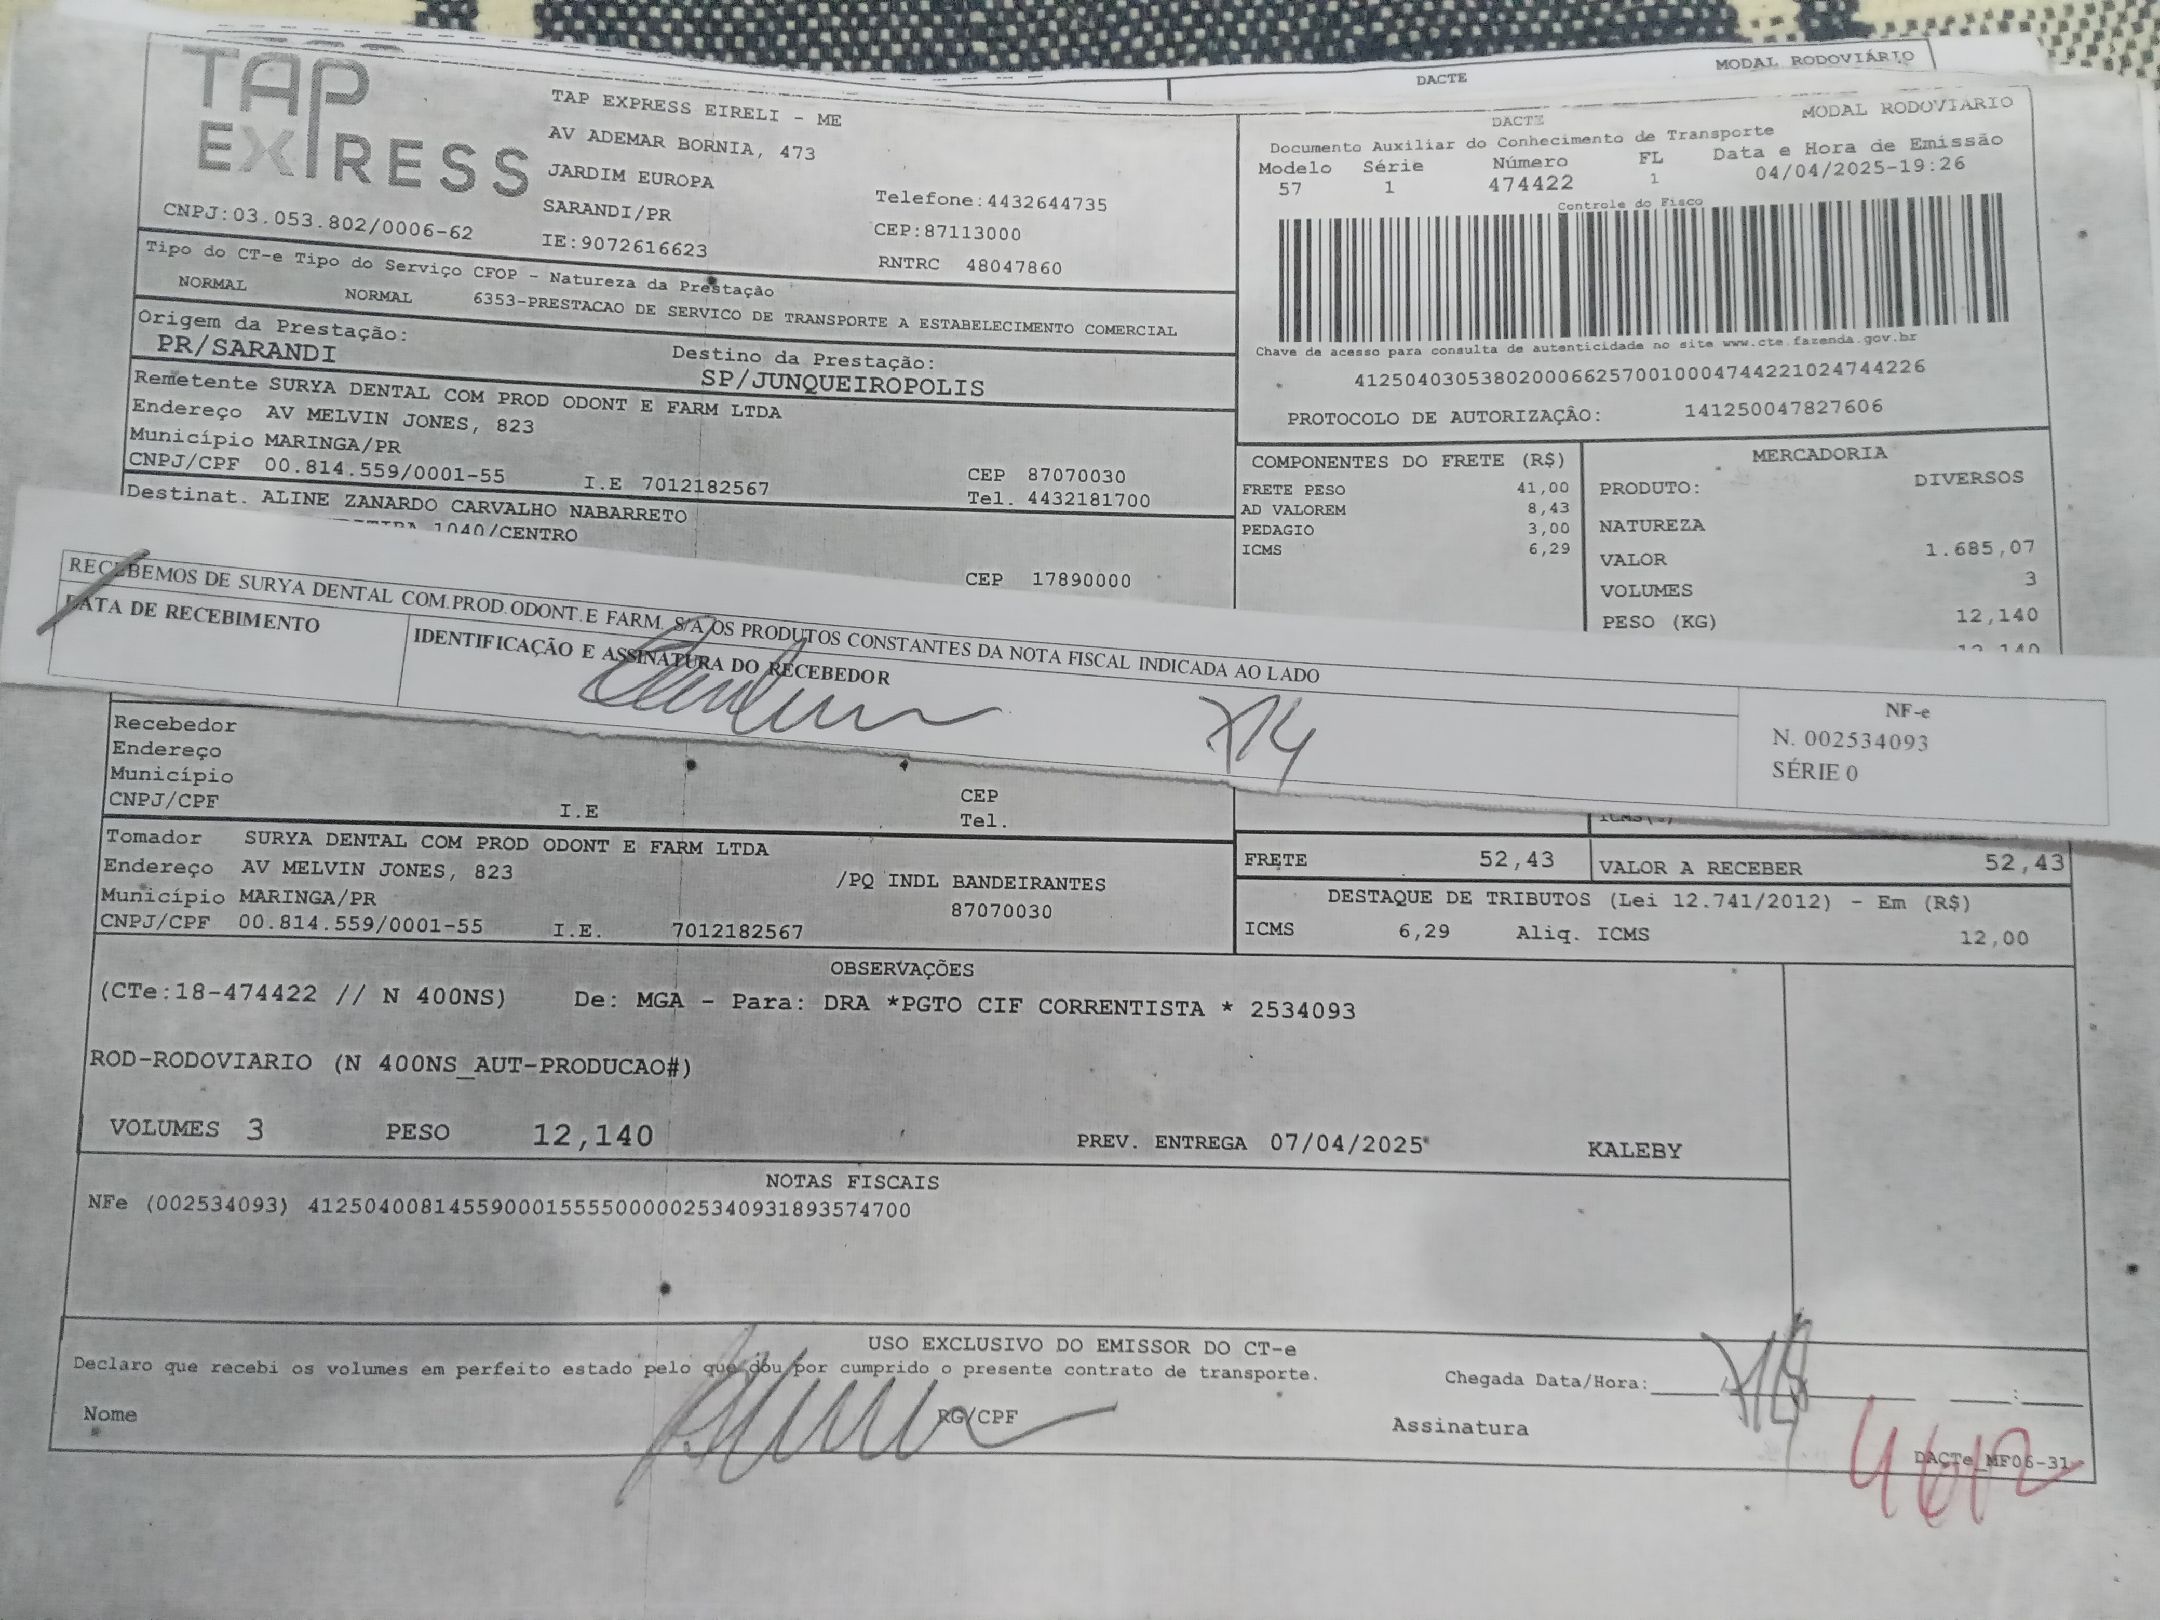 DACTE
MODAL RODOVIÁRIO
TAP EXPRESS
TAP EXPRESS EIRELI - ME
AV ADEMAR BORNIA, 473
JARDIM EUROPA
SARANDI/PR
IE:9072616623
Telefone:4432644735
CEP:87113000
RNTRC 48047860
CNPJ:03.053.802/0006-62
DACTE
MODAL RODOVIÁRIO
Documento Auxiliar do Conhecimento de Transporte
Modelo Série Número FL Data e Hora de Emissão
57 1 474422 1 04/04/2025-19:26
Controle do Fisco
Chave de acesso para consulta de autenticidade no site www.cte.fazenda.gov.br
41250403053802000662570010004744221024744226
PROTOCOLO DE AUTORIZAÇÃO: 141250047827606
Tipo do CT-e Tipo do Serviço CFOP - Natureza da Prestação
NORMAL NORMAL 6353-PRESTACAO DE SERVICO DE TRANSPORTE A ESTABELECIMENTO COMERCIAL
Origem da Prestação:
PR/SARANDI
Destino da Prestação:
SP/JUNQUEIROPOLIS
Remetente SURYA DENTAL COM PROD ODONT E FARM LTDA
Endereço AV MELVIN JONES, 823
Município MARINGA/PR
CNPJ/CPF 00.814.559/0001-55 I.E 7012182567
CEP 87070030
Tel. 4432181700
Destinat. ALINE ZANARDO CARVALHO NABARRETO
1040/CENTRO
CEP 17890000
COMPONENTES DO FRETE (R$)
FRETE PESO 41,00
AD VALOREM 8,43
PEDAGIO 3,00
ICMS 6,29
MERCADORIA
PRODUTO: DIVERSOS
NATUREZA
VALOR 1.685,07
VOLUMES 3
PESO (KG) 12,140
12,140
RECEBEMOS DE SURYA DENTAL COM.PROD.ODONT.E FARM. S/A OS PRODUTOS CONSTANTES DA NOTA FISCAL INDICADA AO LADO
DATA DE RECEBIMENTO
IDENTIFICAÇÃO E ASSINATURA DO RECEBEDOR
NF-e
N. 002534093
SÉRIE 0
Recebedor
Endereço
Município
CNPJ/CPF I.E
CEP
Tel.
Tomador SURYA DENTAL COM PROD ODONT E FARM LTDA
Endereço AV MELVIN JONES, 823 /PQ INDL BANDEIRANTES
Município MARINGA/PR 87070030
CNPJ/CPF 00.814.559/0001-55 I.E. 7012182567
FRETE 52,43 VALOR A RECEBER 52,43
DESTAQUE DE TRIBUTOS (Lei 12.741/2012) - Em (R$)
ICMS 6,29 Aliq. ICMS 12,00
OBSERVAÇÕES
(CTe:18-474422 // N 400NS) De: MGA - Para: DRA *PGTO CIF CORRENTISTA * 2534093
ROD-RODOVIARIO (N 400NS_AUT-PRODUCAO#)
VOLUMES 3 PESO 12,140 PREV. ENTREGA 07/04/2025 KALEBY
NOTAS FISCAIS
NFe (002534093) 41250400814559000155550000025340931893574700
USO EXCLUSIVO DO EMISSOR DO CT-e
Declaro que recebi os volumes em perfeito estado pelo que dou por cumprido o presente contrato de transporte.
Chegada Data/Hora:
Nome RG/CPF Assinatura
DACTe_MF06-31